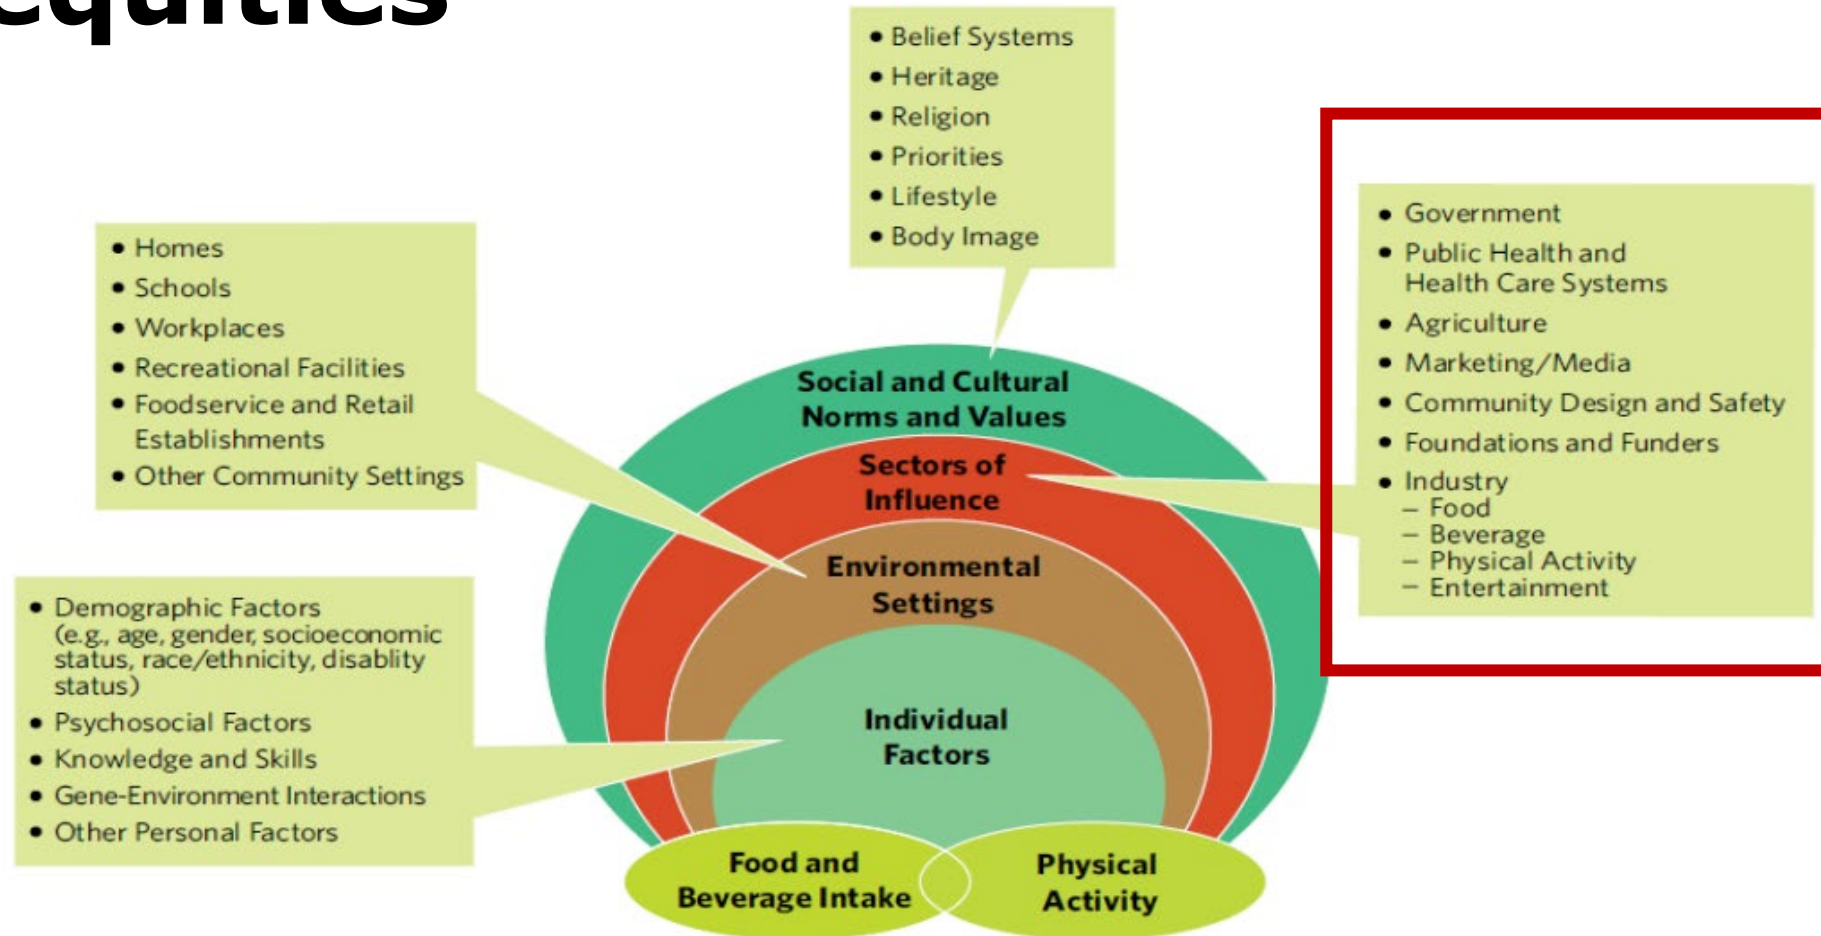 equities
• Belief Systems
• Heritage
• Religion
• Priorities
• Lifestyle
• Body Image
• Homes
• Schools
• Workplaces
• Recreational Facilities
• Foodservice and Retail
Establishments
• Other Community Settings
• Government
• Public Health and
Health Care Systems
• Agriculture
• Marketing/Media
• Community Design and Safety
• Foundations and Funders
• Industry
– Food
– Beverage
– Physical Activity
– Entertainment
• Demographic Factors
(e.g., age, gender, socioeconomic
status, race/ethnicity, disablity
status)
• Psychosocial Factors
• Knowledge and Skills
• Gene-Environment Interactions
• Other Personal Factors
Social and Cultural
Norms and Values
Sectors of
Influence
Environmental
Settings
Individual
Factors
Food and
Beverage Intake
Physical
Activity